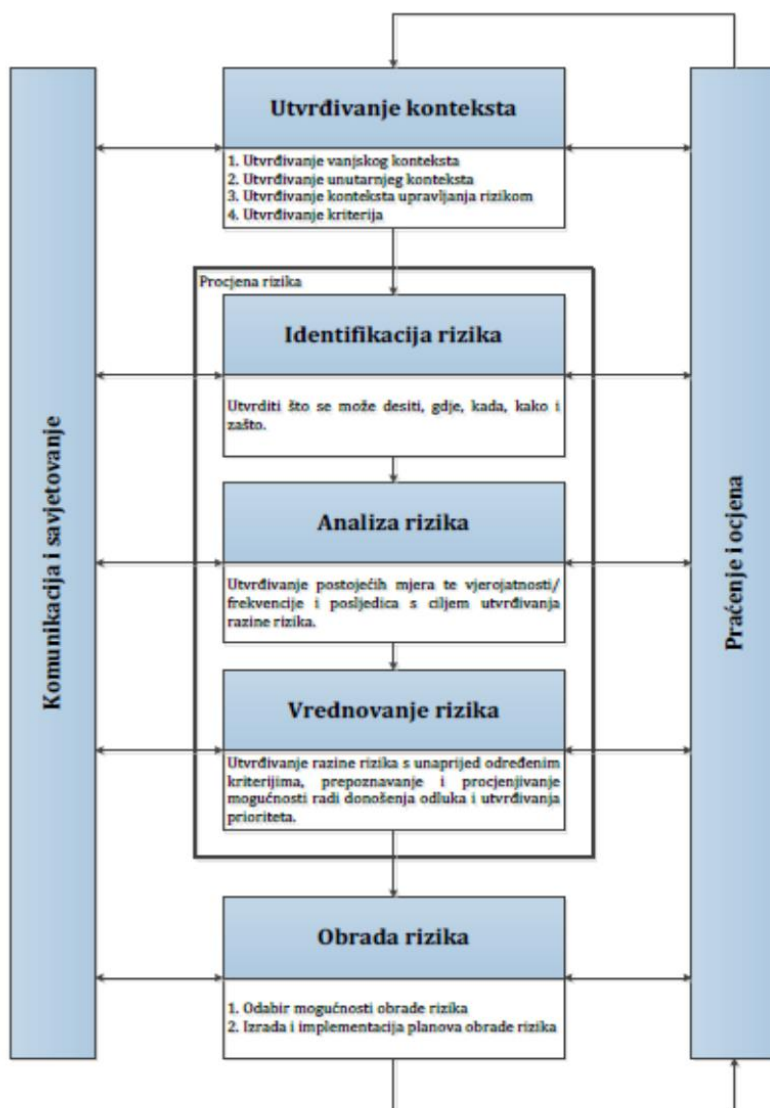 Utvrđivanje konteksta
1. Utvrđivanje vanjskog konteksta
2. Utvrđivanje unutarnjeg konteksta
3. Utvrđivanje konteksta upravljanja rizikom
4. Utvrđivanje kriterija
Procjena rizika
Identifikacija rizika
Utvrditi što se može desiti, gdje, kada, kako i
zašto.
Analiza rizika
Utvrđivanje postojećih mjera te vjerojatnosti/
frekvencije i posljedica s ciljem utvrđivanja
razine rizika.
Vrednovanje rizika
Utvrđivanje razine rizika s unaprijed određenim
kriterijima, prepoznavanje i procjenjivanje
mogućnosti radi donošenja odluka i utvrđivanja
prioriteta.
Obrada rizika
1. Odabir mogućnosti obrade rizika
2. Izrada i implementacija planova obrade rizika
Komunikacija i savjetovanje
Praćenje i ocjena